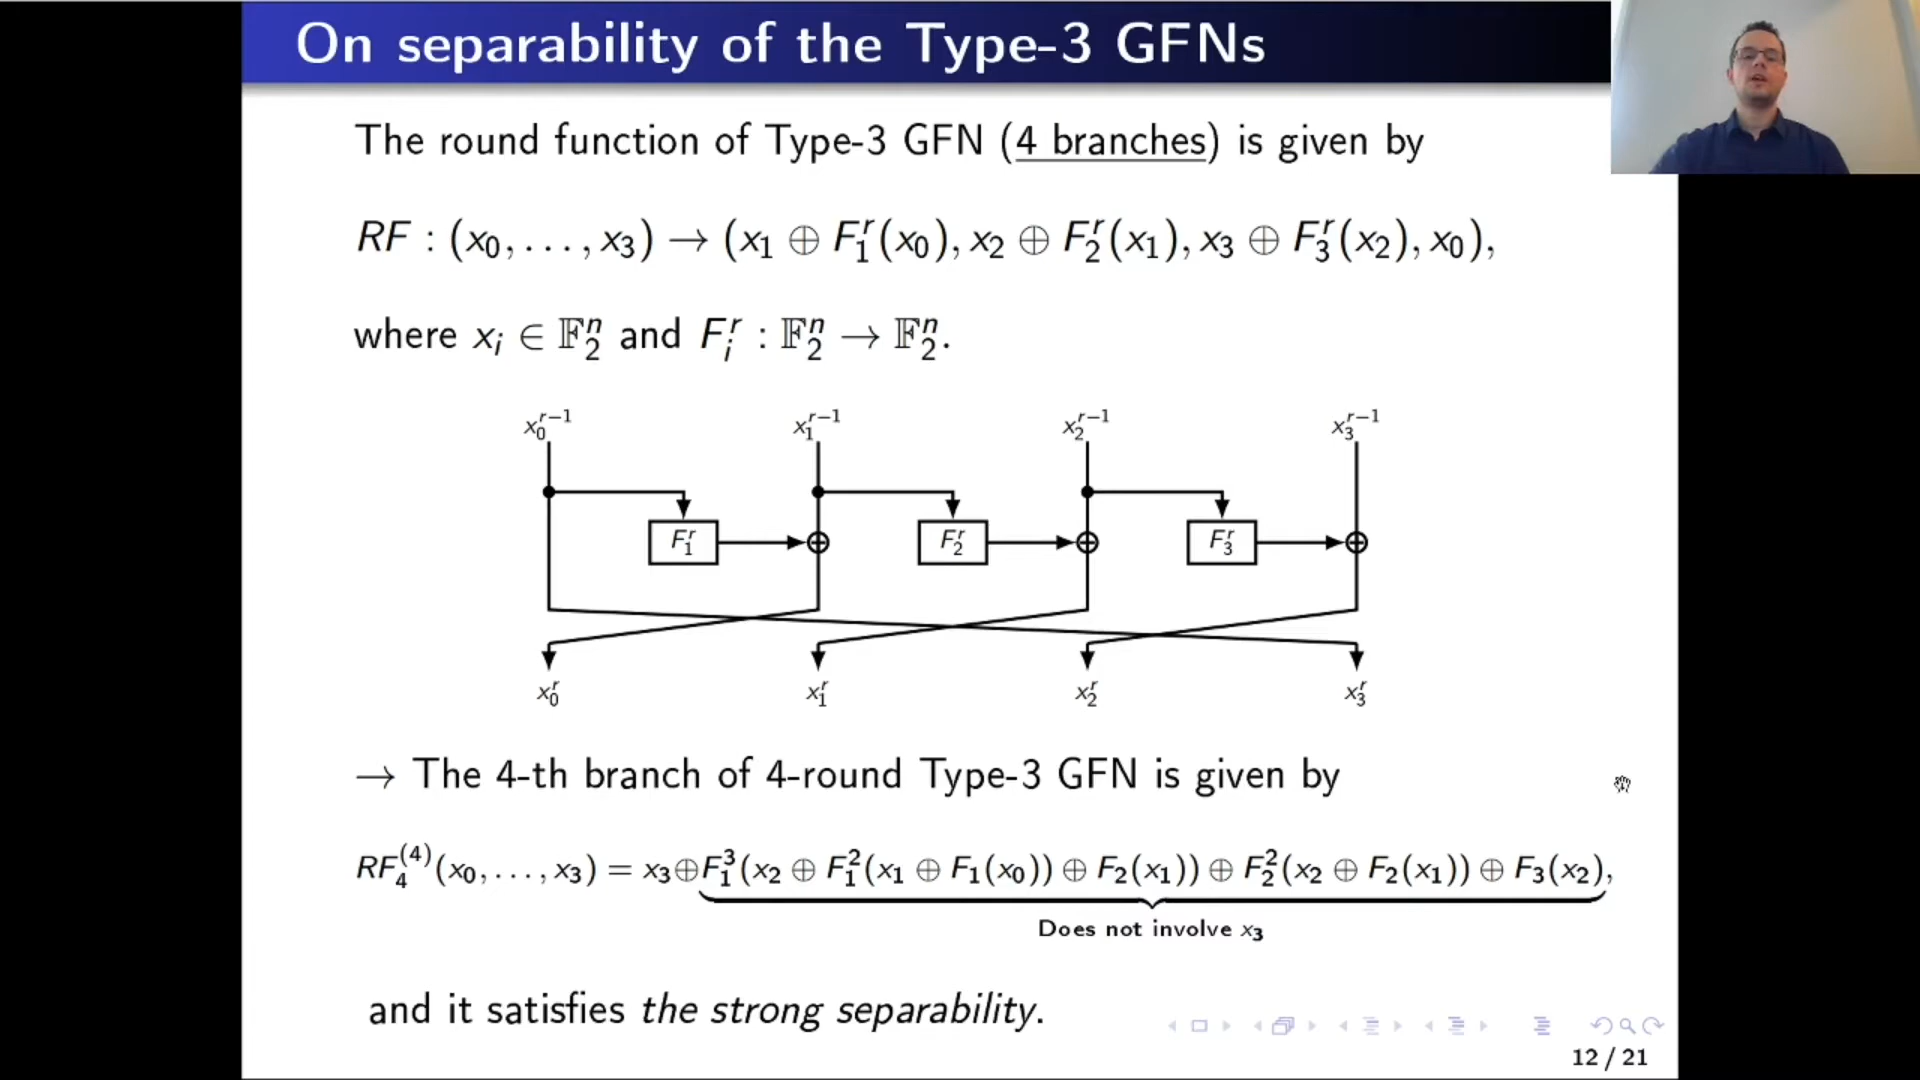 On separability of the Type-3 GFNs
The round function of Type-3 GFN (4 branches) is given by
RF : (x₀, . . . , x₃) → (x₁ ⊕ F₁ʳ(x₀), x₂ ⊕ F₂ʳ(x₁), x₃ ⊕ F₃ʳ(x₂), x₀),
where xᵢ ∈ 𝔽₂ⁿ and Fᵢʳ : 𝔽₂ⁿ → 𝔽₂ⁿ.
x₀ʳ⁻¹ x₁ʳ⁻¹ x₂ʳ⁻¹ x₃ʳ⁻¹
F₁ʳ F₂ʳ F₃ʳ
x₀ʳ x₁ʳ x₂ʳ x₃ʳ
→ The 4-th branch of 4-round Type-3 GFN is given by
RF₄⁽⁴⁾(x₀, . . . , x₃) = x₃⊕F₁³(x₂ ⊕ F₁²(x₁ ⊕ F₁(x₀)) ⊕ F₂(x₁)) ⊕ F₂²(x₂ ⊕ F₂(x₁)) ⊕ F₃(x₂),
Does not involve x₃
and it satisfies the strong separability.
12 / 21